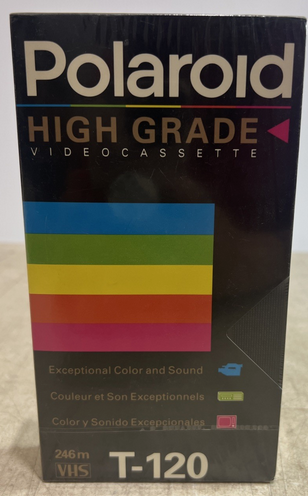 Polaroid
HIGH GRADE
VIDEOCASSETTE
Exceptional Color and Sound
Couleur et Son Exceptionnels
Color y Sonido Excepcionales
246 m
VHS
T-120